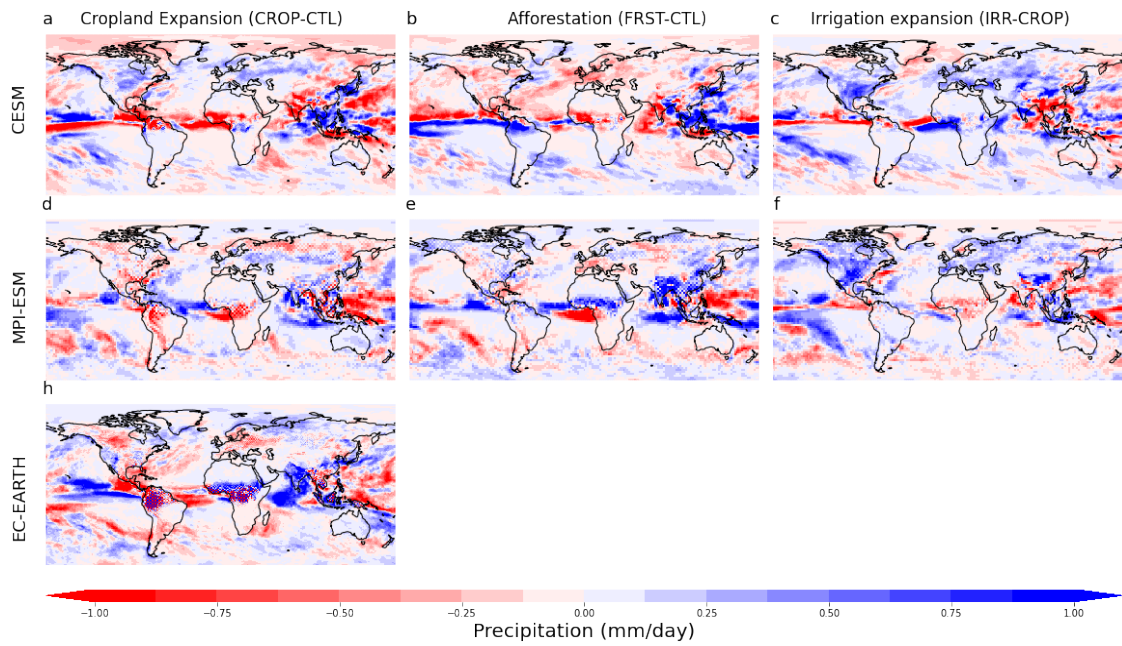 a Cropland Expansion (CROP-CTL) b Afforestation (FRST-CTL) c Irrigation expansion (IRR-CROP)
CESM
d e f
MPI-ESM
h
EC-EARTH
−1.00 −0.75 −0.50 −0.25 0.00 0.25 0.50 0.75 1.00
Precipitation (mm/day)